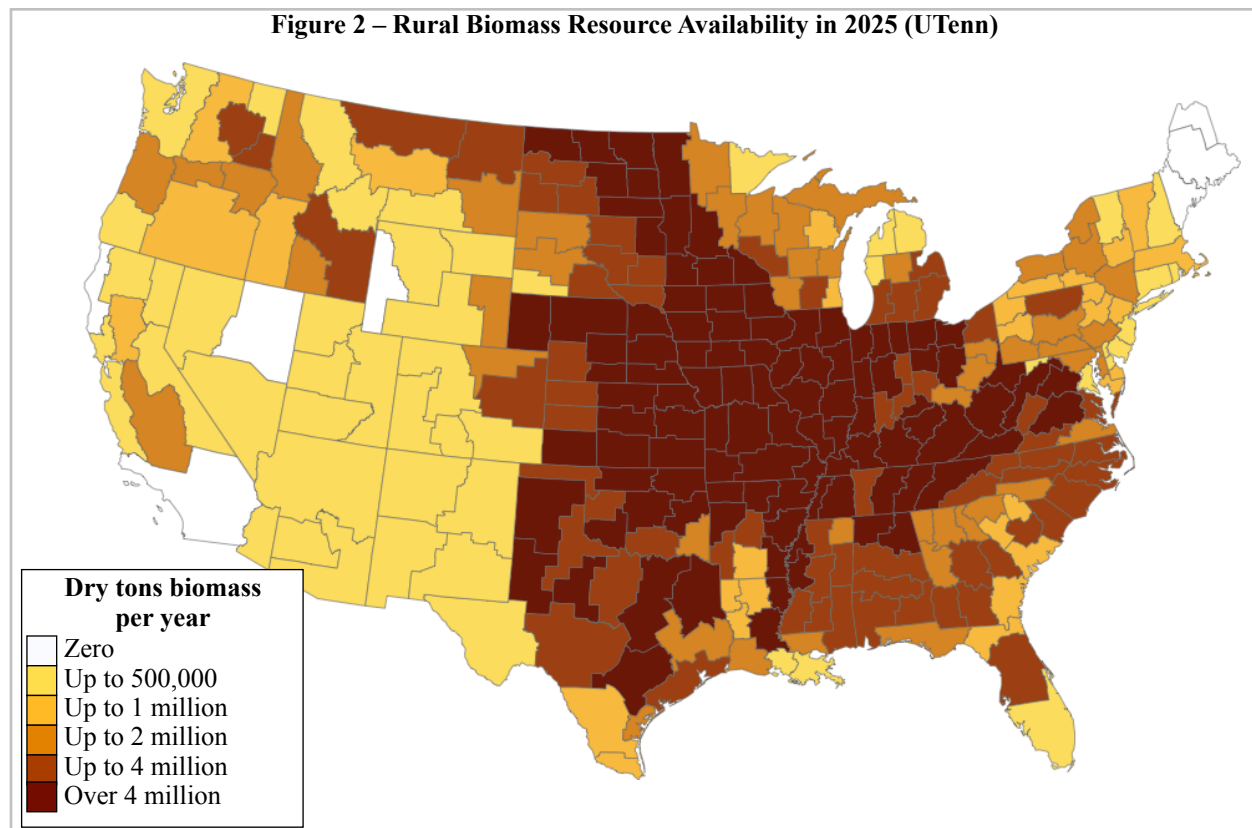 Figure 2 – Rural Biomass Resource Availability in 2025 (UTenn)
Dry tons biomass
per year
Zero
Up to 500,000
Up to 1 million
Up to 2 million
Up to 4 million
Over 4 million